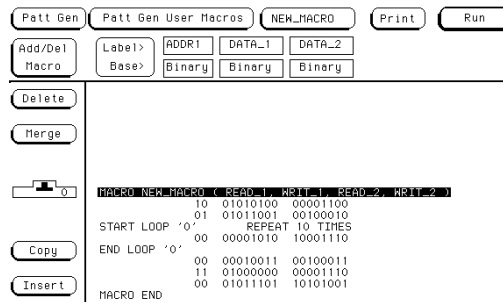 Patt Gen Patt Gen User Macros NEW_MACRO Print Run
Add/Del Macro
Label> ADDR1 DATA_1 DATA_2
Base> Binary Binary Binary
Delete
Merge
0
MACRO NEW_MACRO ( READ_1, WRIT_1, READ_2, WRIT_2 )
10 01010100 00001100
01 01011001 00100010
START LOOP '0' REPEAT 10 TIMES
00 00001010 10001110
END LOOP '0'
00 00010011 00100011
11 01000000 00001110
00 01011101 10101001
MACRO END
Copy
Insert